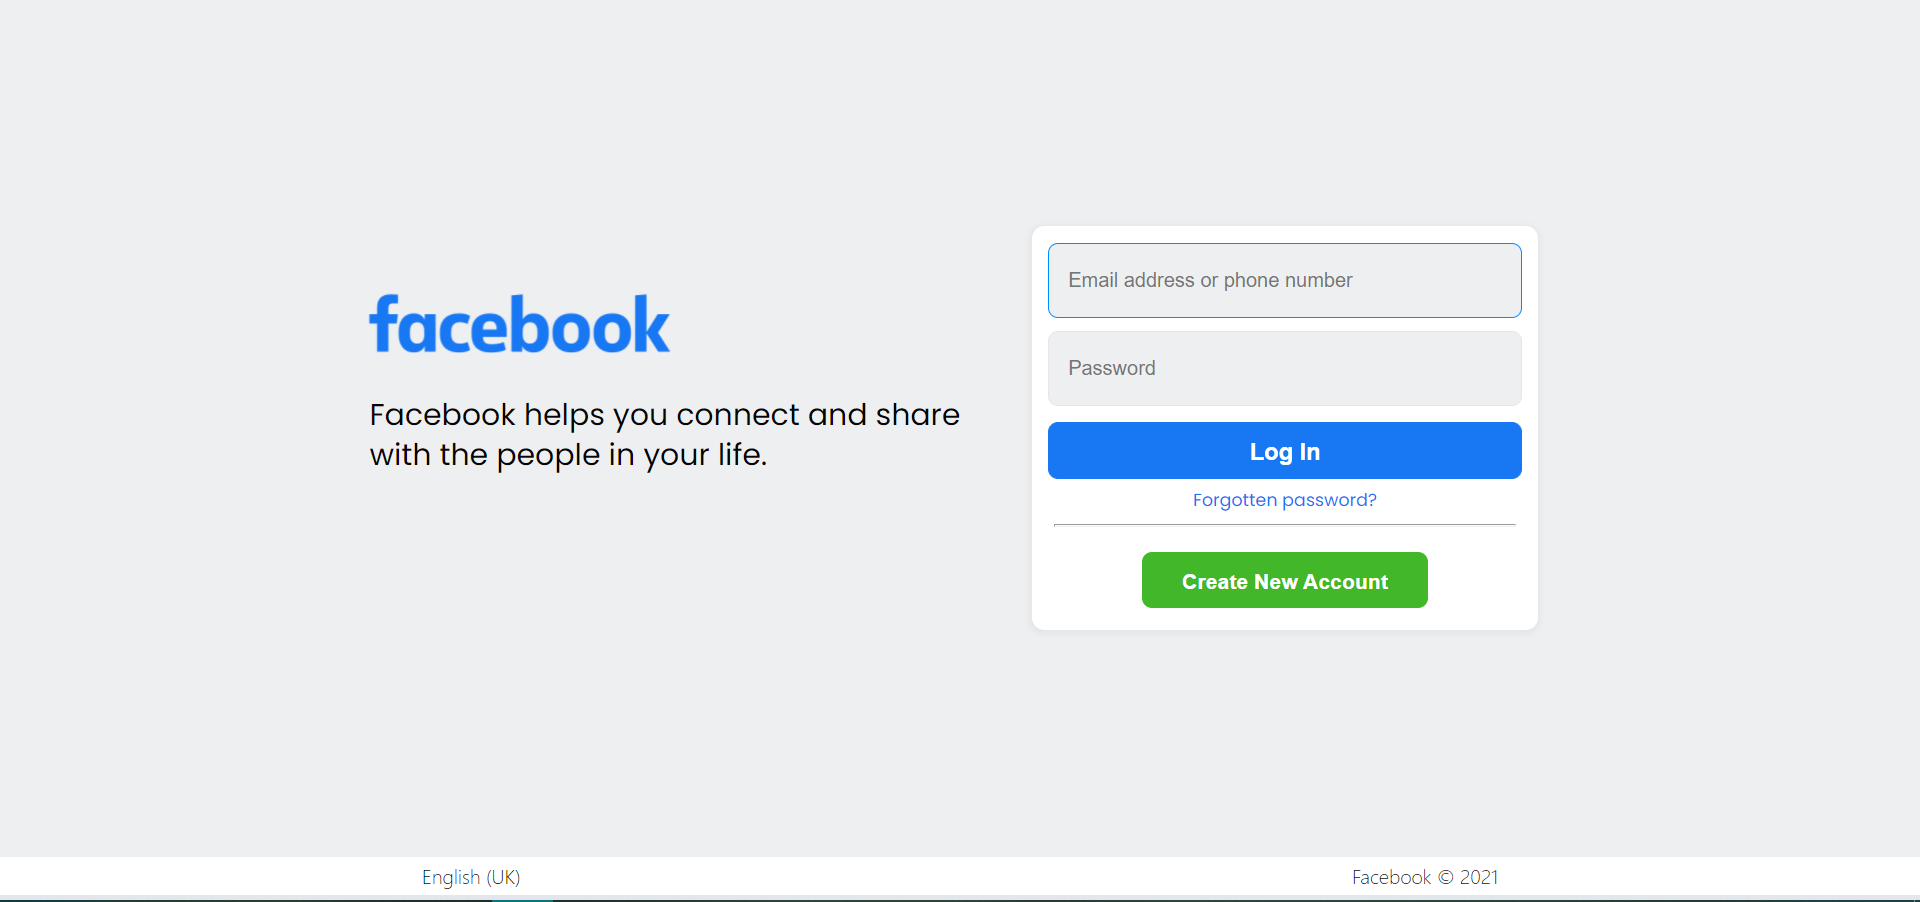 facebook
Facebook helps you connect and share
with the people in your life.
Email address or phone number
Password
Log In
Forgotten password?
Create New Account
English (UK)
Facebook © 2021